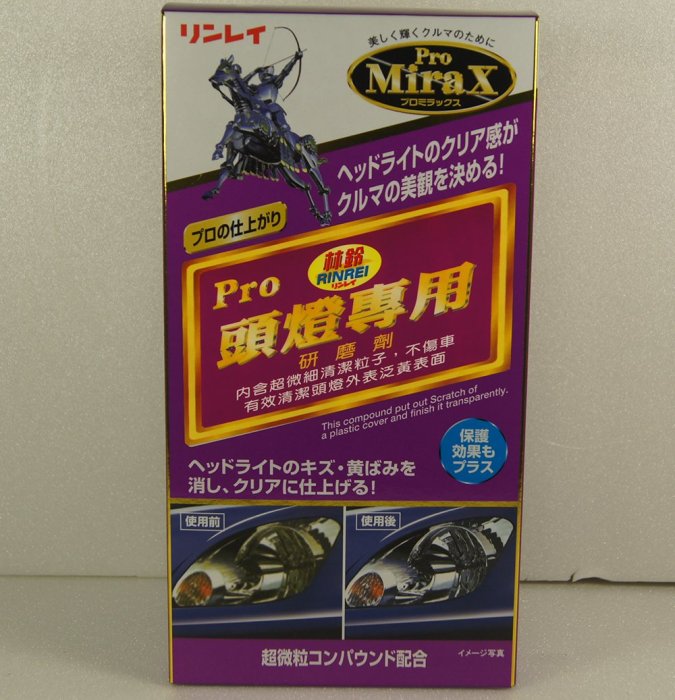 リンレイ
美しく輝くクルマのために
Pro
MiraX
プロミラックス
ヘッドライトのクリア感が
クルマの美観を決める!
プロの仕上がり
林鈴
RINREI
リンレイ
Pro
頭燈專用
研磨劑
內含超微細清潔粒子，不傷車
有效清潔頭燈外表泛黃表面
This compound put out Scratch of
a plastic cover and finish it transparently.
保護
効果も
プラス
ヘッドライトのキズ・黄ばみを
消し、クリアに仕上げる!
使用前
使用後
超微粒コンパウンド配合
イメージ写真